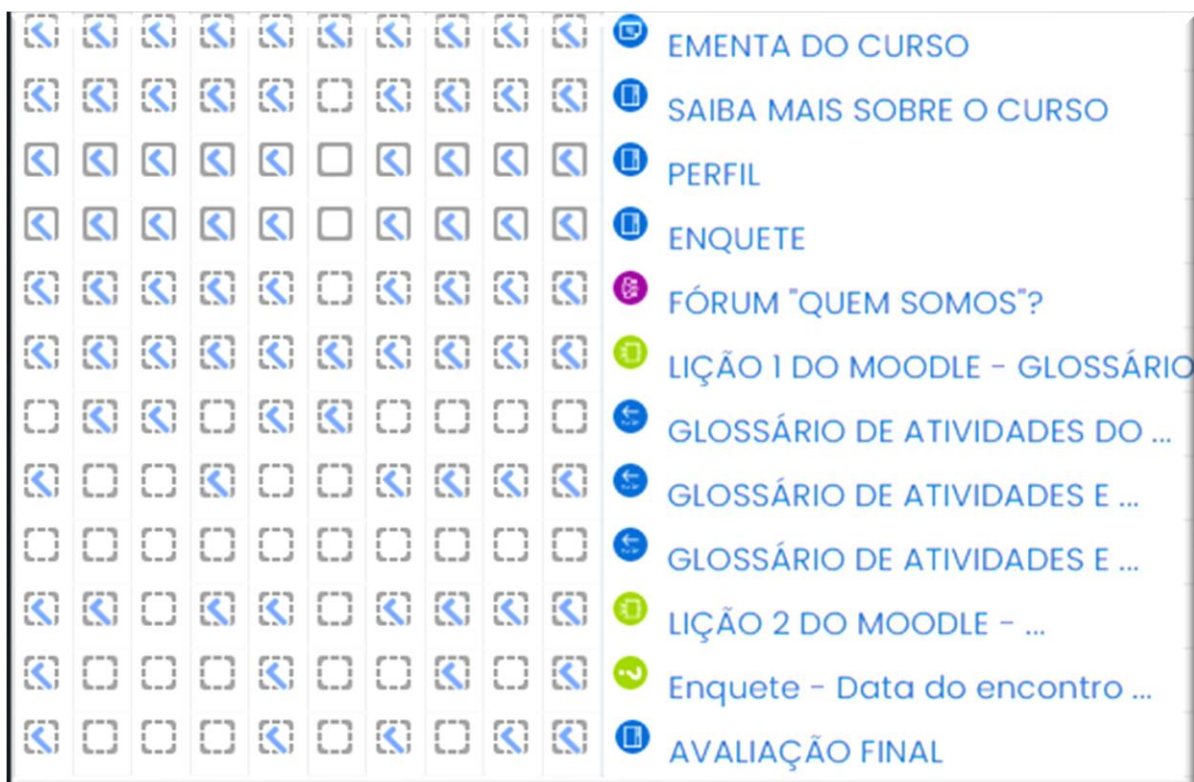 EMENTA DO CURSO
SAIBA MAIS SOBRE O CURSO
PERFIL
ENQUETE
FÓRUM "QUEM SOMOS"?
LIÇÃO 1 DO MOODLE - GLOSSÁRIO
GLOSSÁRIO DE ATIVIDADES DO ...
GLOSSÁRIO DE ATIVIDADES E ...
GLOSSÁRIO DE ATIVIDADES E ...
LIÇÃO 2 DO MOODLE - ...
Enquete - Data do encontro ...
AVALIAÇÃO FINAL